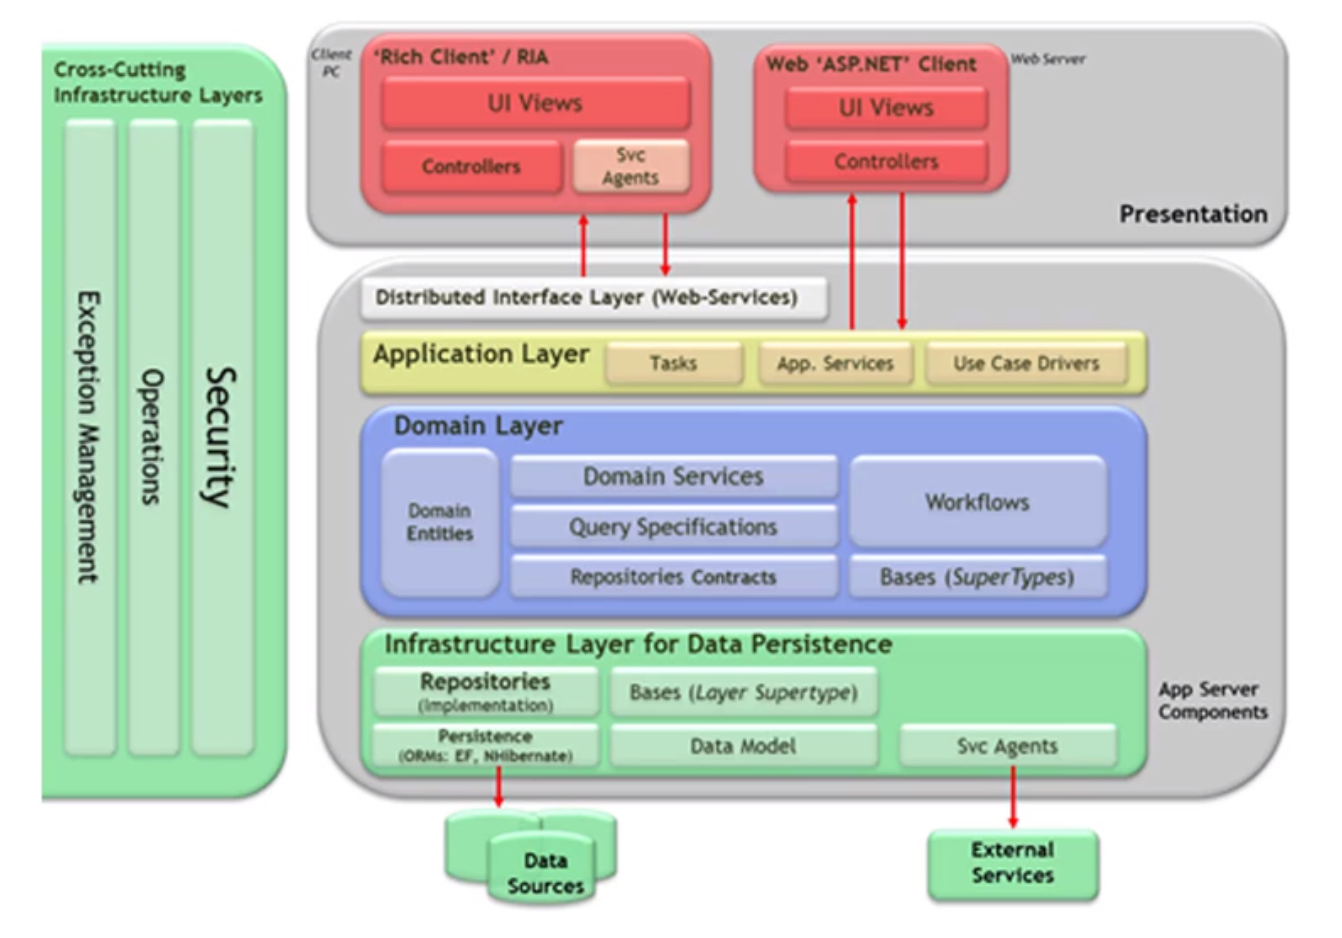 Cross-Cutting
Infrastructure Layers
Exception Management
Operations
Security
Client
PC
'Rich Client' / RIA
UI Views
Controllers
Svc
Agents
Web 'ASP.NET' Client
UI Views
Controllers
Web Server
Presentation
Distributed Interface Layer (Web-Services)
Application Layer
Tasks
App. Services
Use Case Drivers
Domain Layer
Domain
Entities
Domain Services
Query Specifications
Repositories Contracts
Workflows
Bases (SuperTypes)
Infrastructure Layer for Data Persistence
Repositories
(Implementation)
Bases (Layer Supertype)
Persistence
(ORMs: EF, NHibernate)
Data Model
Svc Agents
App Server
Components
Data
Sources
External
Services